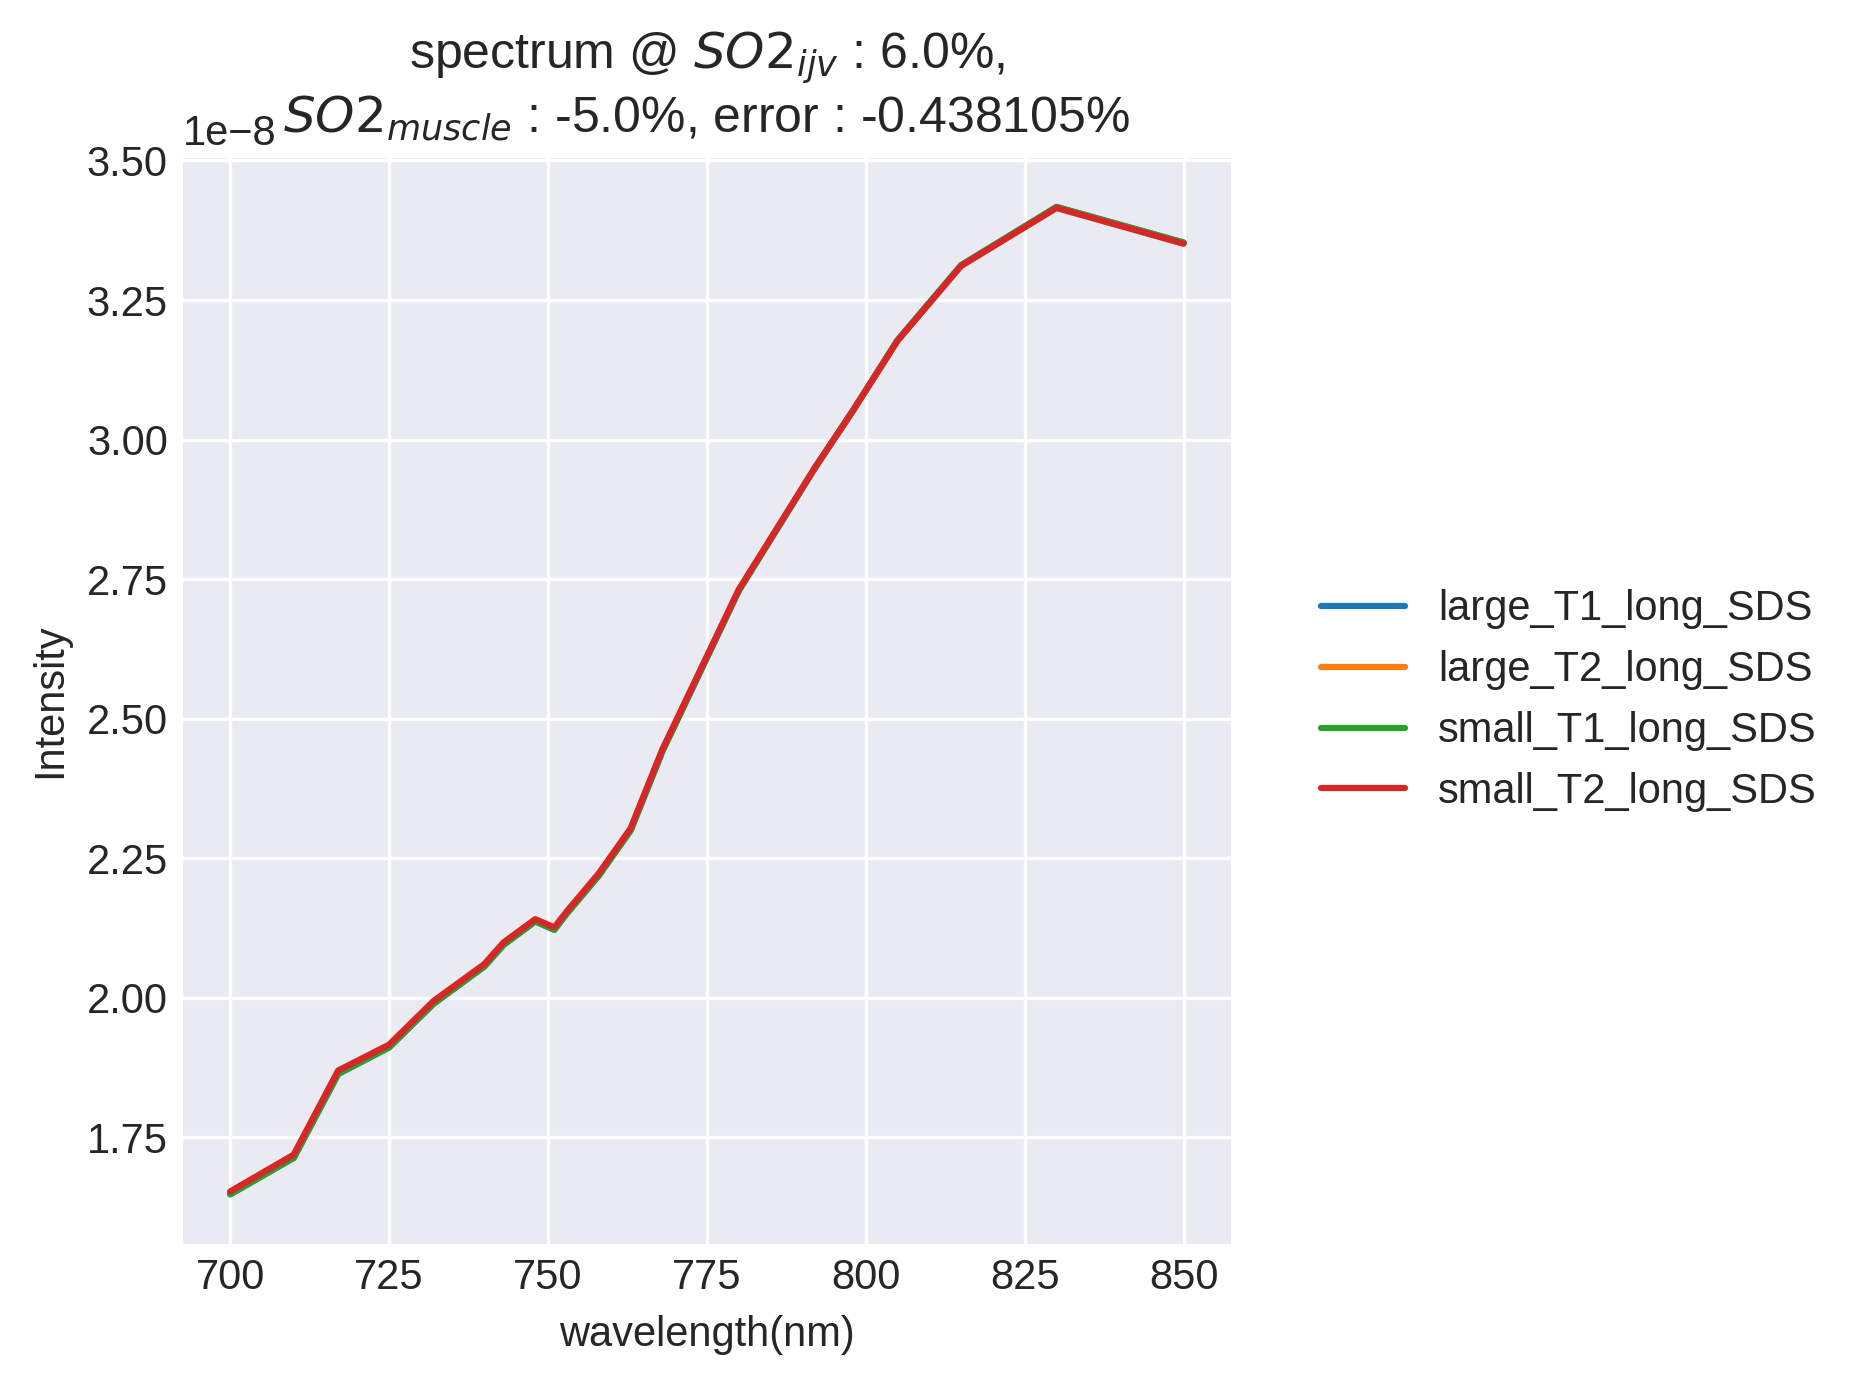 spectrum @ SO2ijv : 6.0%,
SO2muscle : -5.0%, error : -0.438105%
1e−8
3.50
3.25
3.00
2.75
2.50
2.25
2.00
1.75
Intensity
700 725 750 775 800 825 850
wavelength(nm)
large_T1_long_SDS
large_T2_long_SDS
small_T1_long_SDS
small_T2_long_SDS